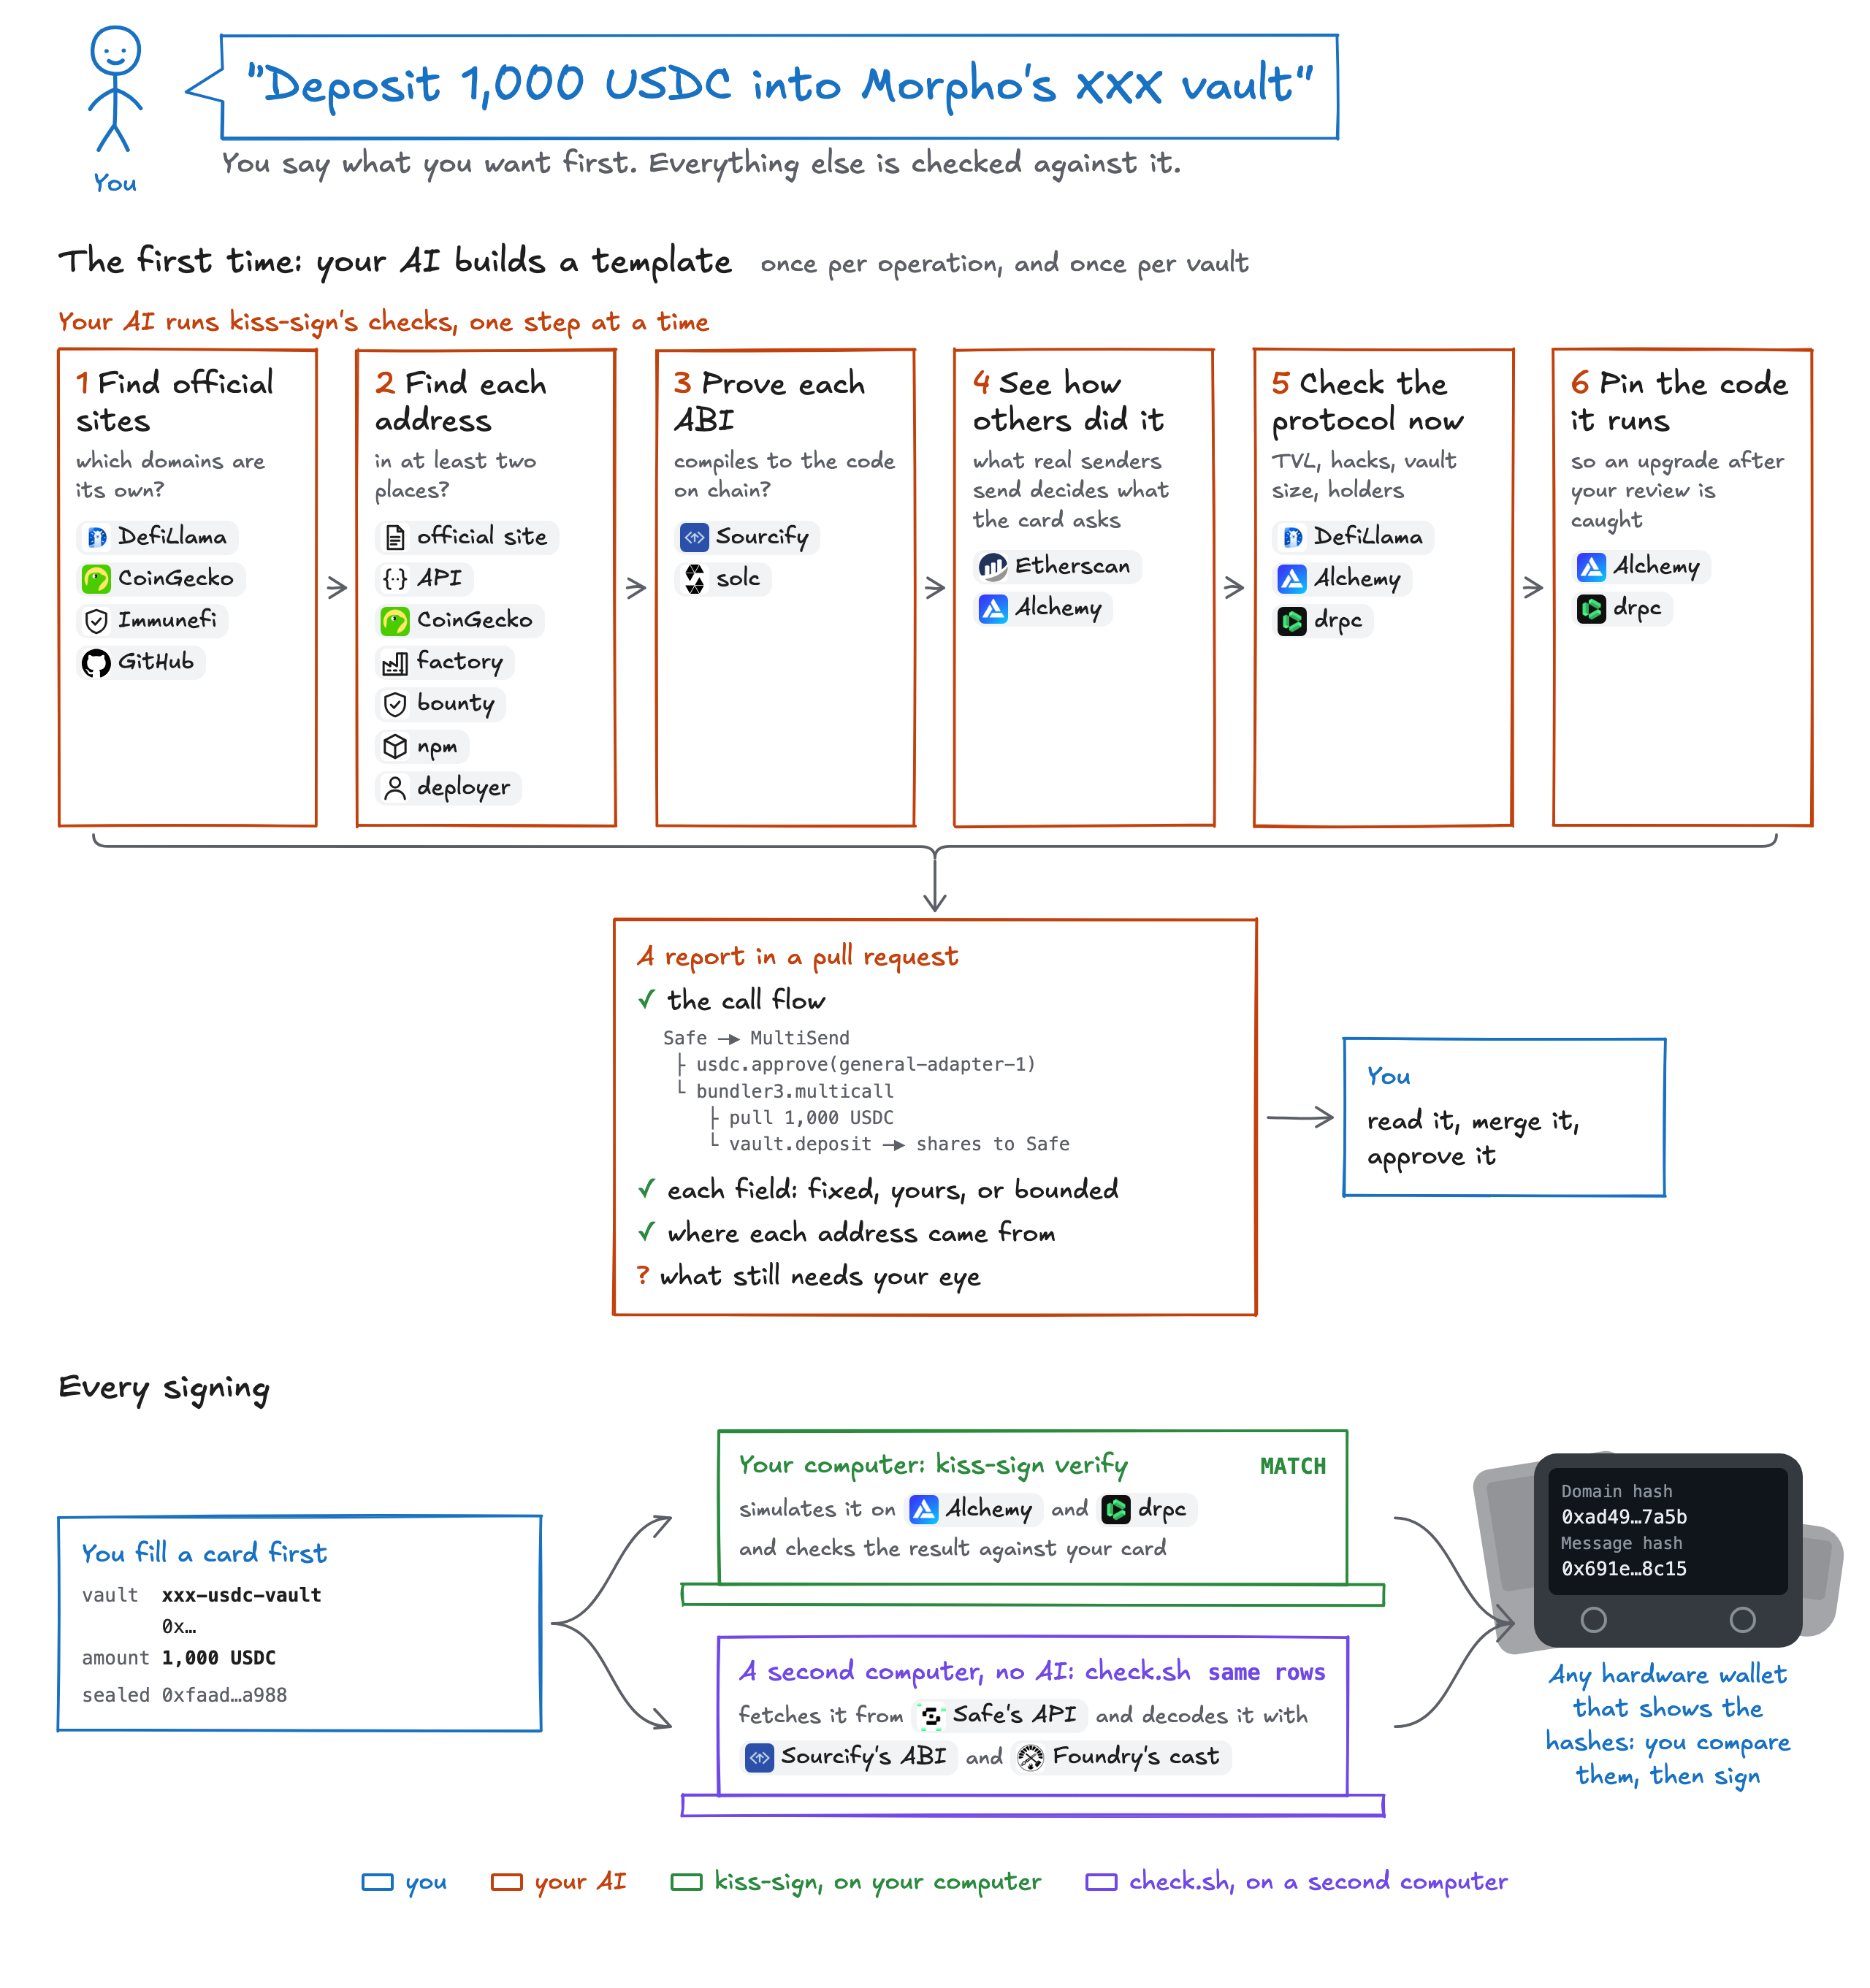 "Deposit 1,000 USDC into Morpho's XXX vault"
You
You say what you want first. Everything else is checked against it.
The first time: your AI builds a template once per operation, and once per vault
Your AI runs kiss-sign's checks, one step at a time
1 Find official
sites
which domains are
its own?
DefiLlama
CoinGecko
Immunefi
GitHub
2 Find each
address
in at least two
places?
official site
API
CoinGecko
factory
bounty
npm
deployer
3 Prove each
ABI
compiles to the code
on chain?
Sourcify
solc
4 See how
others did it
what real senders
send decides what
the card asks
Etherscan
Alchemy
5 Check the
protocol now
TVL, hacks, vault
size, holders
DefiLlama
Alchemy
drpc
6 Pin the code
it runs
so an upgrade after
your review is
caught
Alchemy
drpc
A report in a pull request
✓ the call flow
Safe → MultiSend
├ usdc.approve(general-adapter-1)
└ bundler3.multicall
├ pull 1,000 USDC
└ vault.deposit → shares to Safe
✓ each field: fixed, yours, or bounded
✓ where each address came from
? what still needs your eye
You
read it, merge it,
approve it
Every signing
You fill a card first
vault xxx-usdc-vault
0x…
amount 1,000 USDC
sealed 0xfaad…a988
Your computer: kiss-sign verify MATCH
simulates it on Alchemy and drpc
and checks the result against your card
A second computer, no AI: check.sh same rows
fetches it from Safe's API and decodes it with
Sourcify's ABI and Foundry's cast
Domain hash
0xad49…7a5b
Message hash
0x691e…8c15
Any hardware wallet
that shows the
hashes: you compare
them, then sign
you your AI kiss-sign, on your computer check.sh, on a second computer